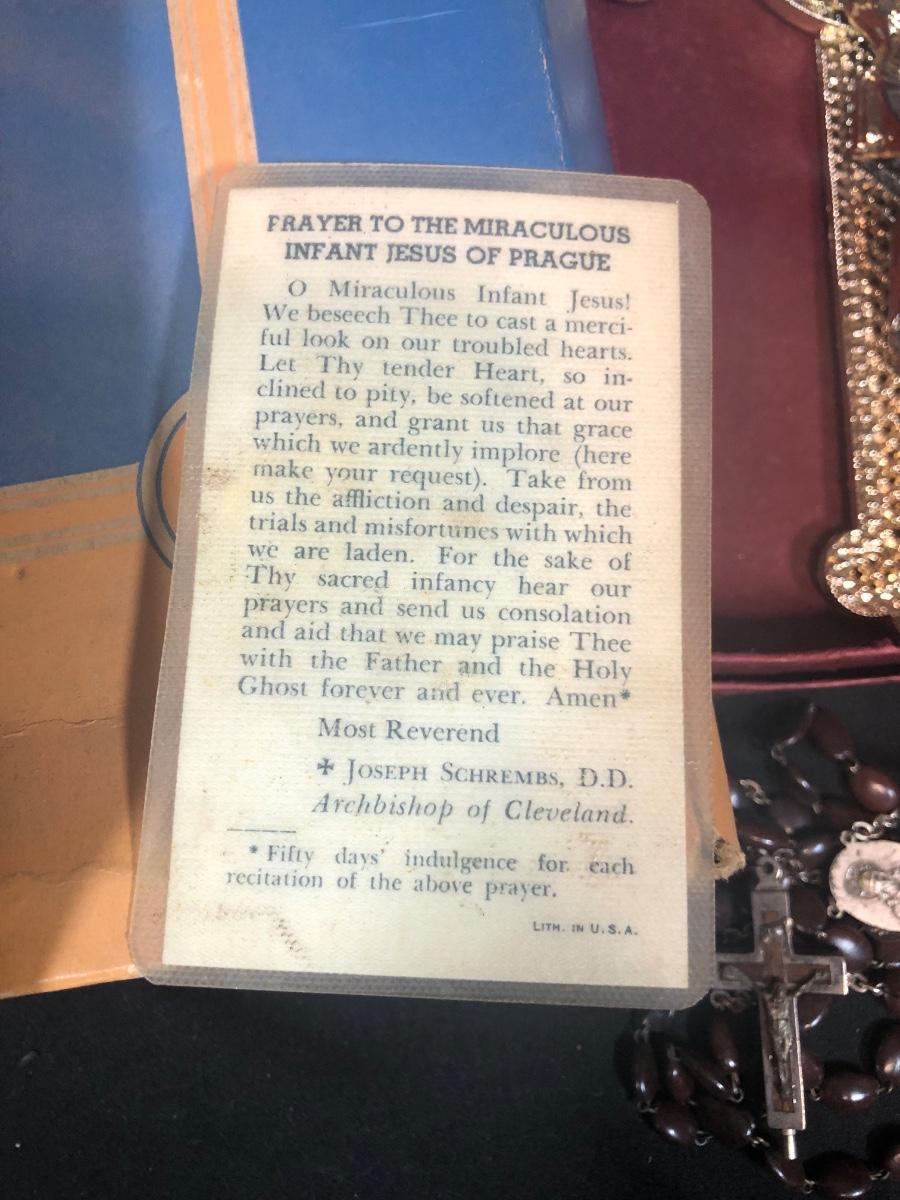 PRAYER TO THE MIRACULOUS
INFANT JESUS OF PRAGUE
O Miraculous Infant Jesus!
We beseech Thee to cast a merci-
ful look on our troubled hearts.
Let Thy tender Heart, so in-
clined to pity, be softened at our
prayers, and grant us that grace
which we ardently implore (here
make your request). Take from
us the affliction and despair, the
trials and misfortunes with which
we are laden. For the sake of
Thy sacred infancy hear our
prayers and send us consolation
and aid that we may praise Thee
with the Father and the Holy
Ghost forever and ever. Amen*
Most Reverend
✠ JOSEPH SCHREMBS, D.D.
Archbishop of Cleveland.
* Fifty days' indulgence for each
recitation of the above prayer.
LITH. IN U.S.A.